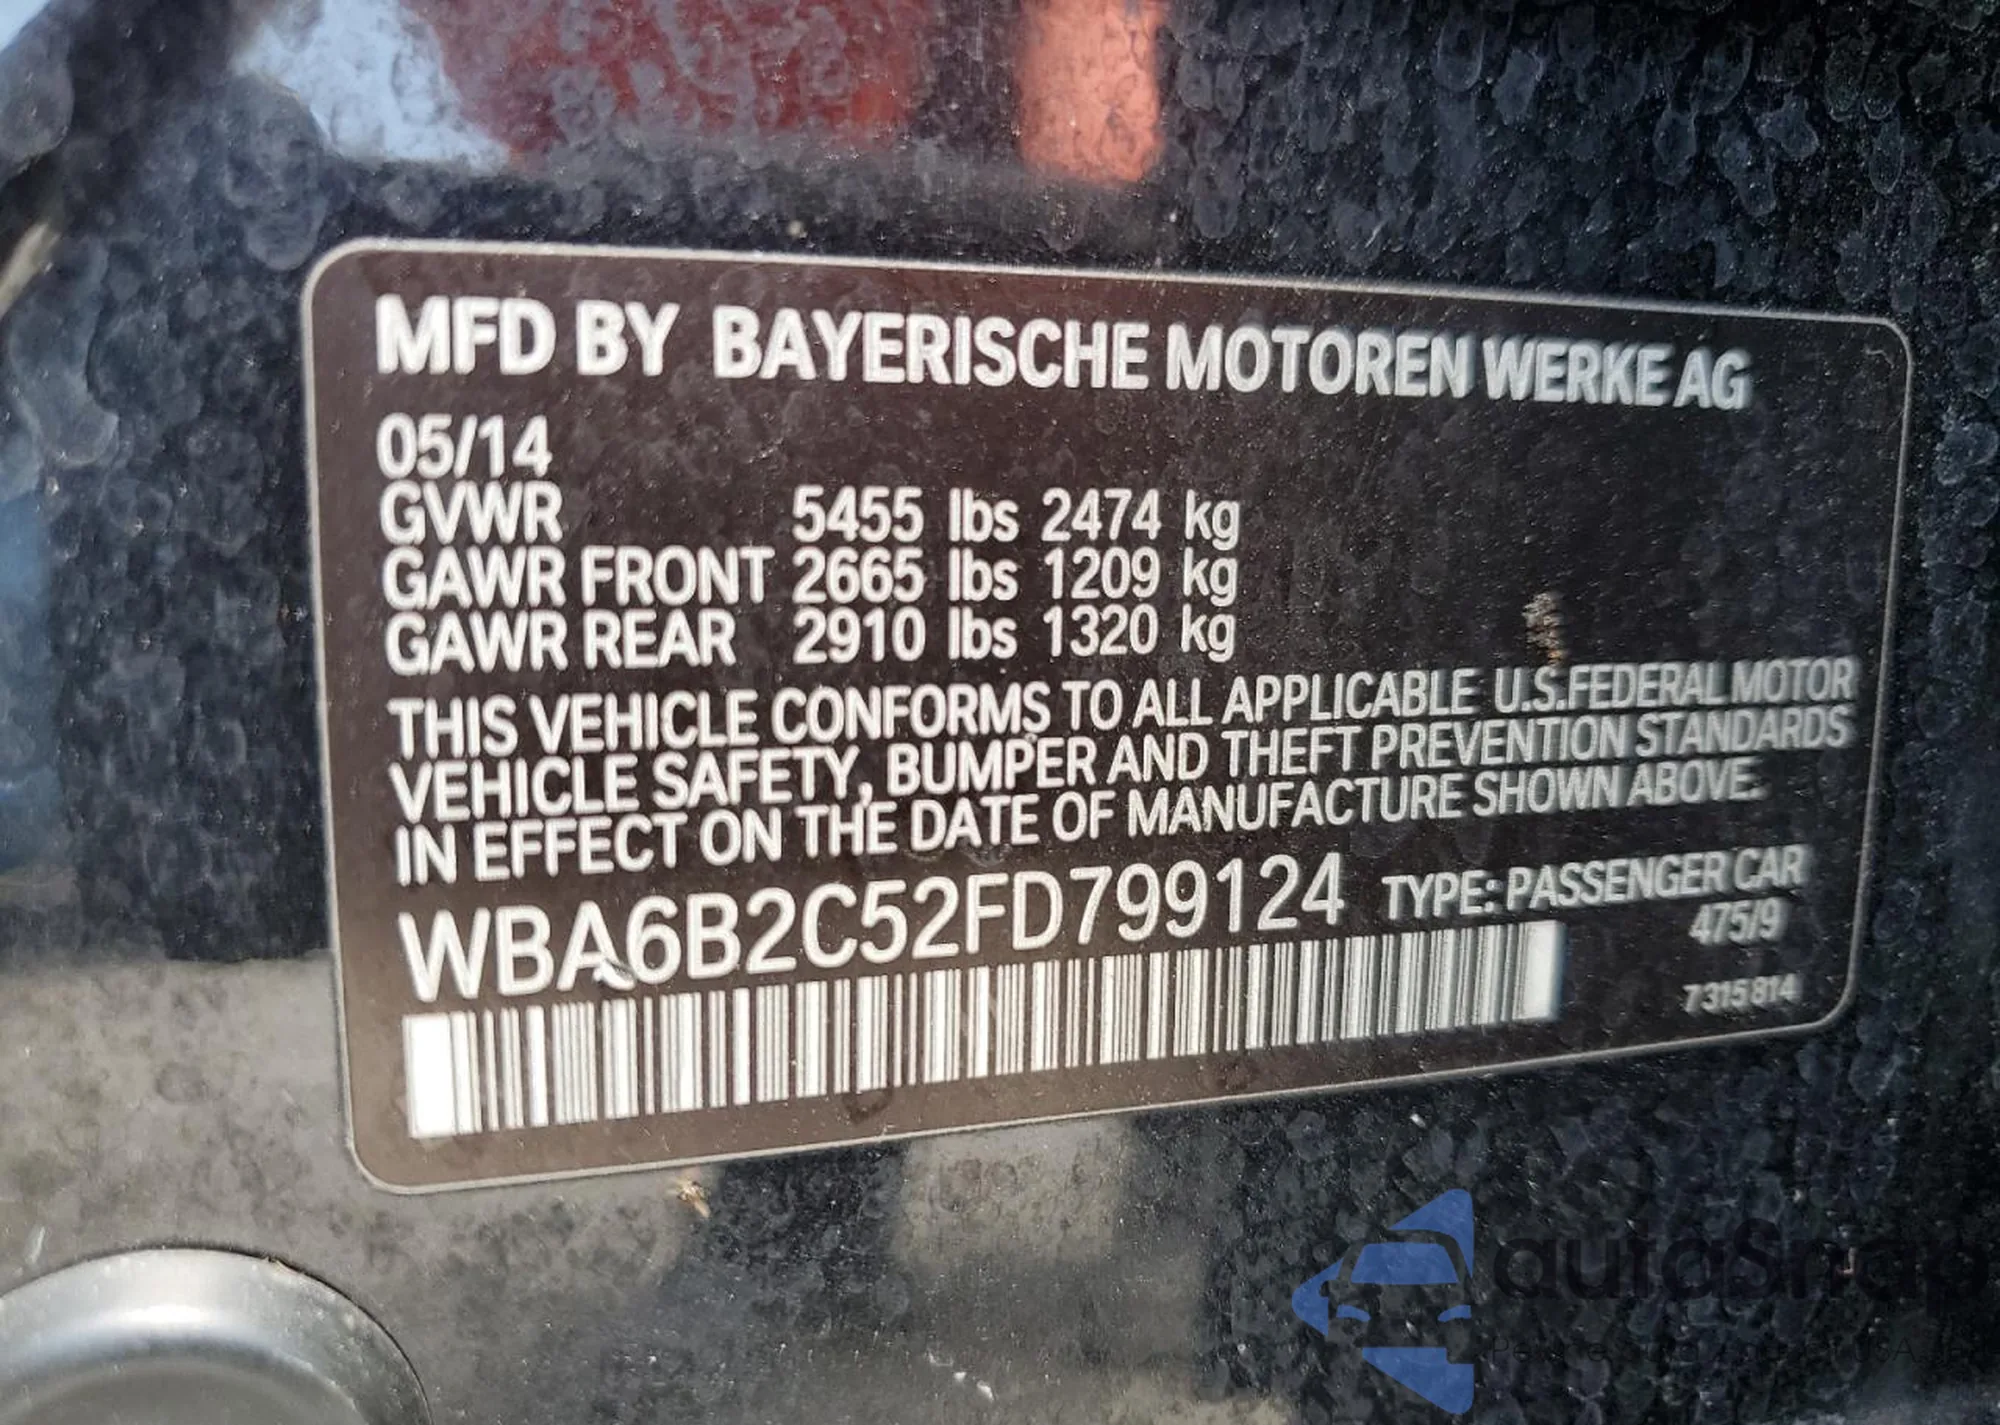 MFD BY BAYERISCHE MOTOREN WERKE AG
05/14
GVWR 5455 lbs 2474 kg
GAWR FRONT 2665 lbs 1209 kg
GAWR REAR 2910 lbs 1320 kg
THIS VEHICLE CONFORMS TO ALL APPLICABLE U.S.FEDERAL MOTOR
VEHICLE SAFETY, BUMPER AND THEFT PREVENTION STANDARDS
IN EFFECT ON THE DATE OF MANUFACTURE SHOWN ABOVE.
WBA6B2C52FD799124 TYPE: PASSENGER CAR
475/9
7 315 814
autoSnap